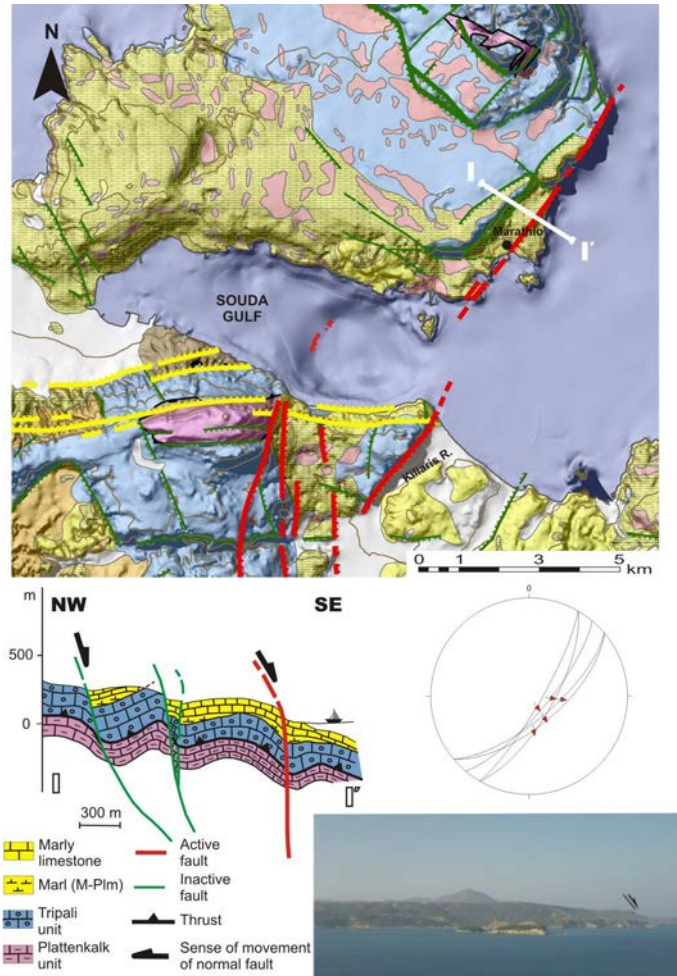 N
I
Marathio
I'
SOUDA
GULF
Kiliaris R.
0 1 3 5
km
m
NW
SE
500
0
300 m
0
Marly
limestone
Marl (M-Plm)
Tripali
unit
Plattenkalk
unit
Active
fault
Inactive
fault
Thrust
Sense of movement
of normal fault